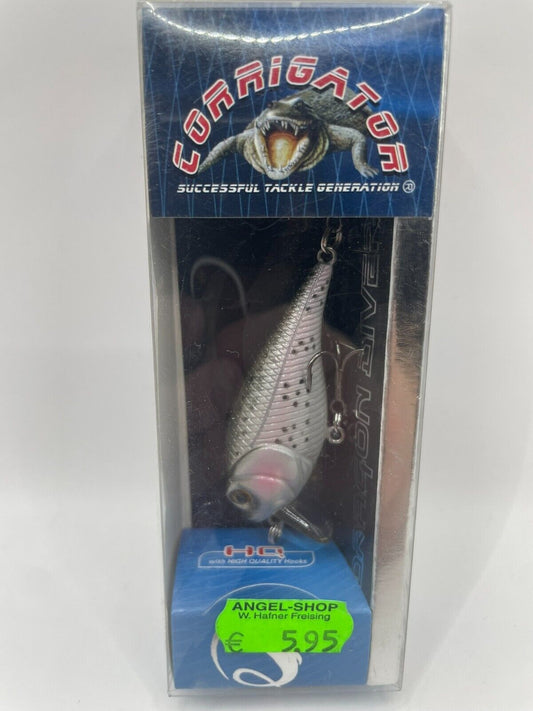 CORRIGATOR
SUCCESSFUL TACKLE GENERATION
HQ
with HIGH QUALITY Hooks
ANGEL-SHOP
W. Hafner Freising
€ 5,95